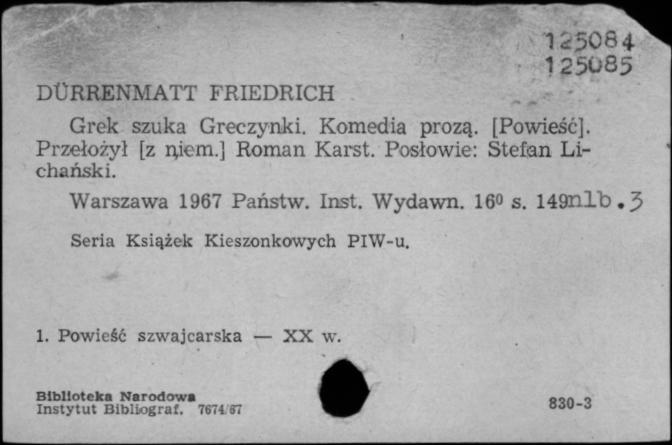 125084
125085
DÜRRENMATT FRIEDRICH
Grek szuka Greczynki. Komedia prozą. [Powieść].
Przełożył [z niem.] Roman Karst. Posłowie: Stefan Li-
chański.
Warszawa 1967 Państw. Inst. Wydawn. 16⁰ s. 149nlb.3
Seria Książek Kieszonkowych PIW-u.
1. Powieść szwajcarska — XX w.
Biblioteka Narodowa
Instytut Bibliograf. 7674/67
830-3